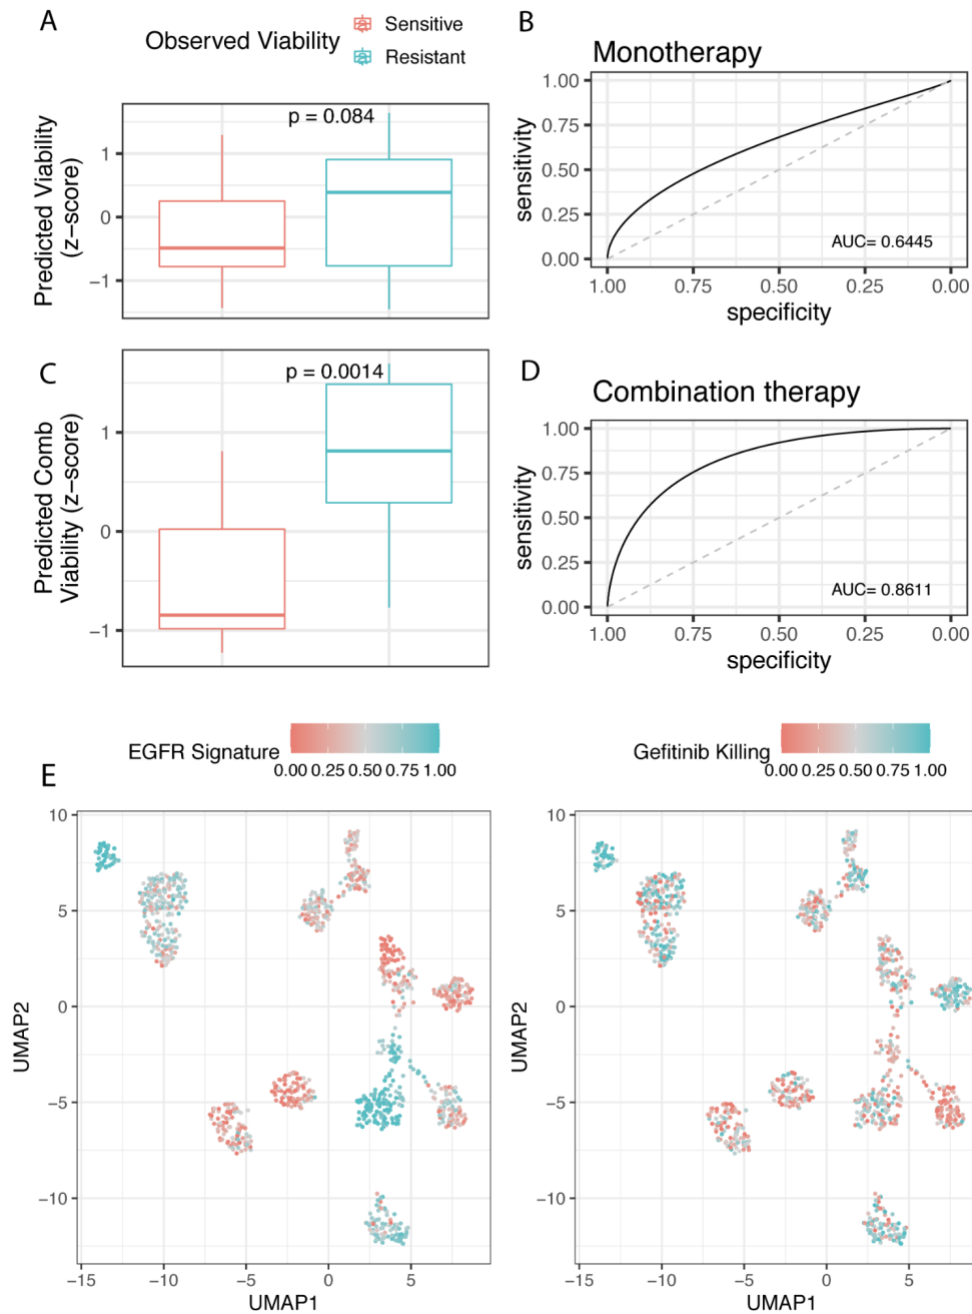 A
Observed Viability
Sensitive
Resistant
p = 0.084
1
0
−1
Predicted Viability
(z−score)
B
Monotherapy
1.00
0.75
0.50
0.25
0.00
sensitivity
AUC= 0.6445
1.00 0.75 0.50 0.25 0.00
specificity
C
p = 0.0014
1
0
−1
Predicted Comb
Viability (z−score)
D
Combination therapy
1.00
0.75
0.50
0.25
0.00
sensitivity
AUC= 0.8611
1.00 0.75 0.50 0.25 0.00
specificity
E
EGFR Signature
0.00 0.25 0.50 0.75 1.00
10
5
0
−5
−10
UMAP2
−15 −10 −5 0 5
UMAP1
Gefitinib Killing
0.00 0.25 0.50 0.75 1.00
10
5
0
−5
−10
UMAP2
−15 −10 −5 0 5
UMAP1